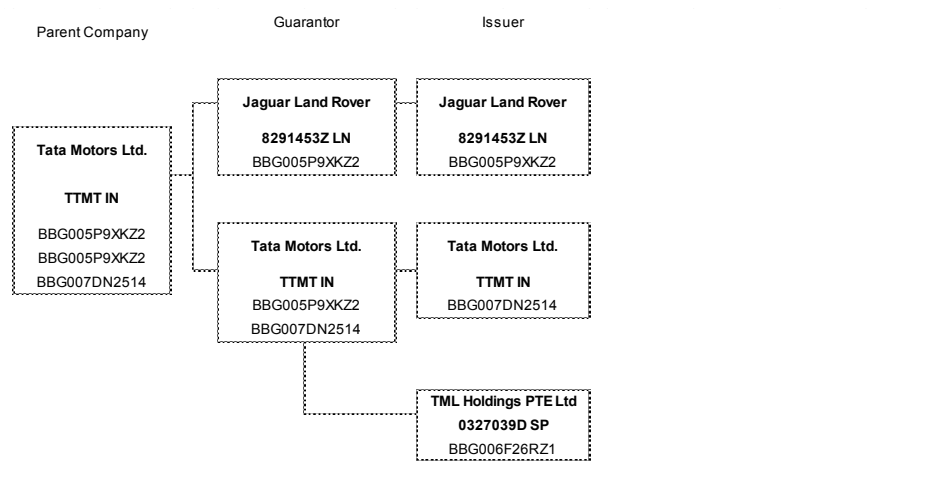 Parent Company
Guarantor
Issuer
Jaguar Land Rover
8291453Z LN
BBG005P9XKZ2
Jaguar Land Rover
8291453Z LN
BBG005P9XKZ2
Tata Motors Ltd.
TTMT IN
BBG005P9XKZ2
BBG005P9XKZ2
BBG007DN2514
Tata Motors Ltd.
TTMT IN
BBG005P9XKZ2
BBG007DN2514
Tata Motors Ltd.
TTMT IN
BBG007DN2514
TML Holdings PTE Ltd
0327039D SP
BBG006F26RZ1